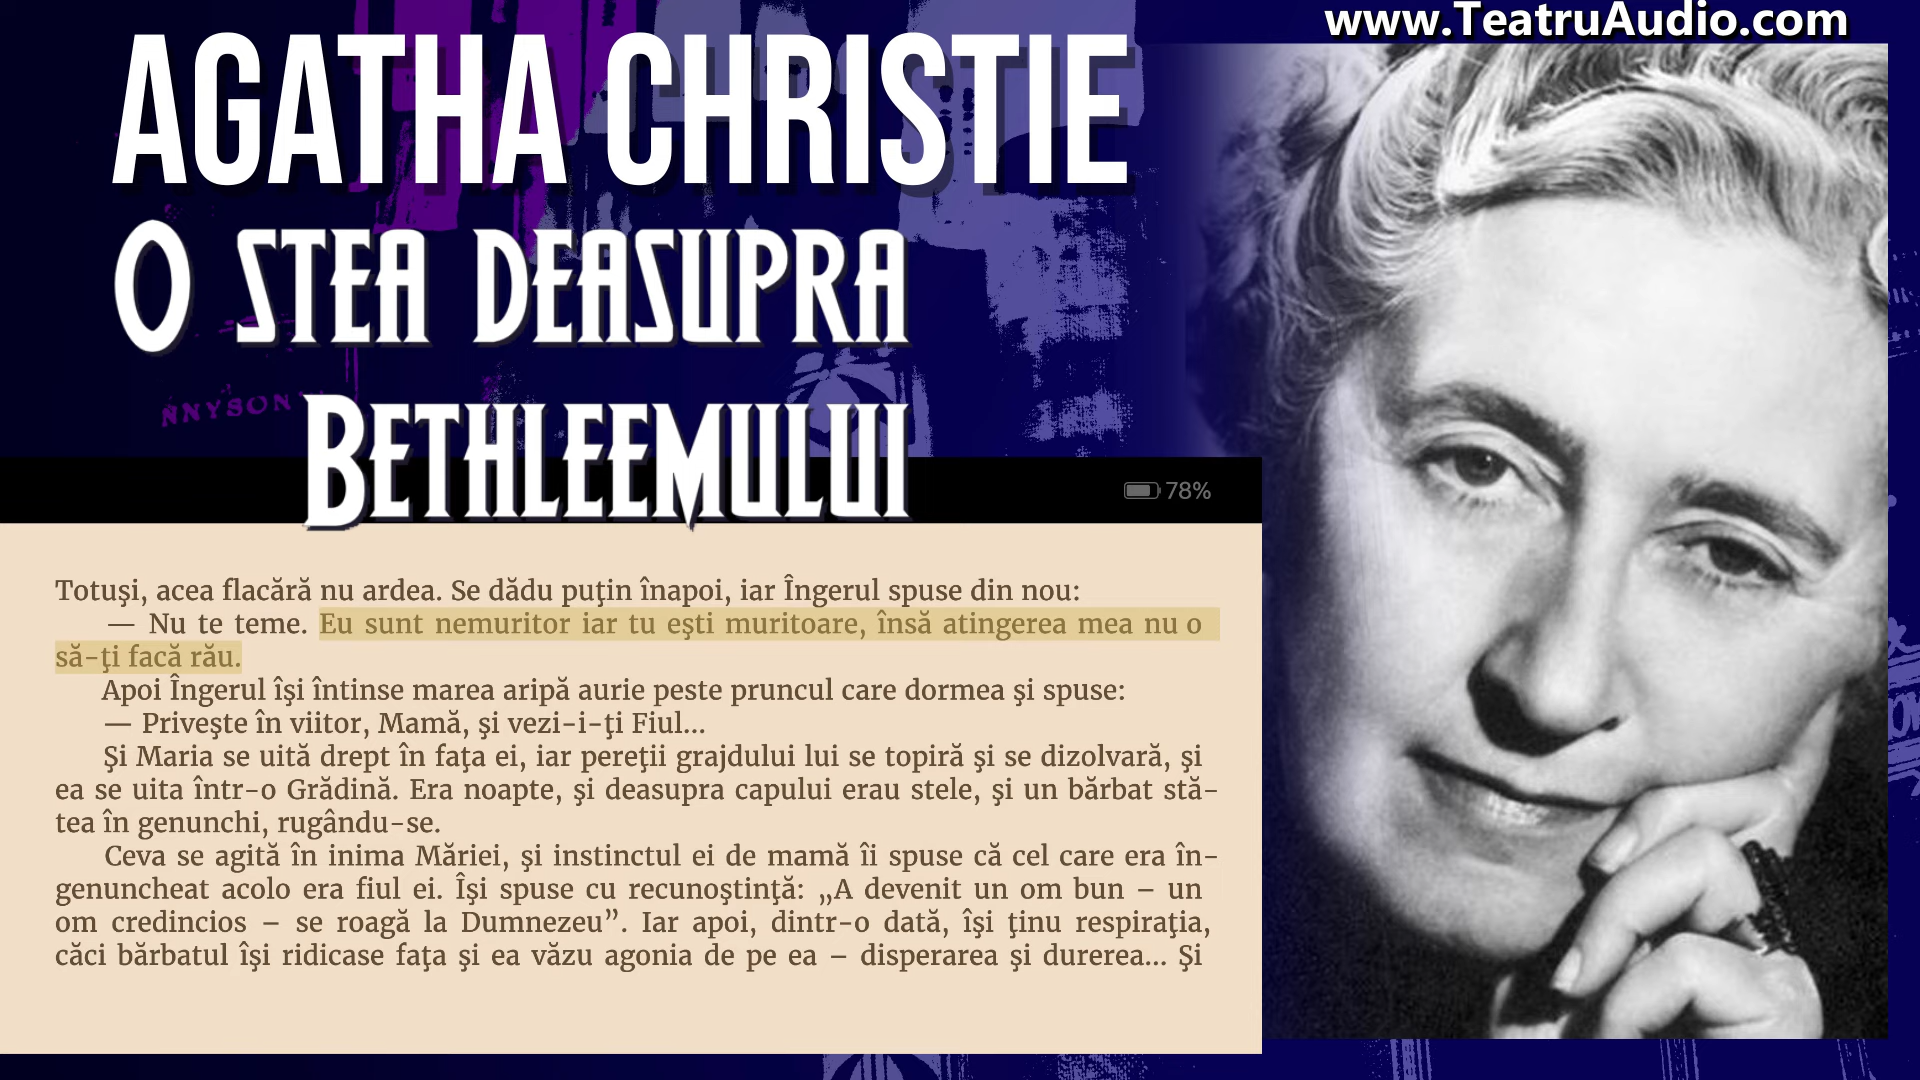 www.TeatruAudio.com
AGATHA CHRISTIE
O STEA DEASUPRA
BETHLEEMULUI
NNYSON
78%
Totuşi, acea flacără nu ardea. Se dădu puţin înapoi, iar Îngerul spuse din nou:
— Nu te teme. Eu sunt nemuritor iar tu eşti muritoare, însă atingerea mea nu o
să-ţi facă rău.
Apoi Îngerul îşi întinse marea aripă aurie peste pruncul care dormea şi spuse:
— Priveşte în viitor, Mamă, şi vezi-i-ţi Fiul...
Şi Maria se uită drept în faţa ei, iar pereţii grajdului lui se topiră şi se dizolvară, şi
ea se uita într-o Grădină. Era noapte, şi deasupra capului erau stele, şi un bărbat stă-
tea în genunchi, rugându-se.
Ceva se agită în inima Măriei, şi instinctul ei de mamă îi spuse că cel care era în-
genuncheat acolo era fiul ei. Îşi spuse cu recunoştinţă: „A devenit un om bun – un
om credincios – se roagă la Dumnezeu”. Iar apoi, dintr-o dată, îşi ţinu respiraţia,
căci bărbatul îşi ridicase faţa şi ea văzu agonia de pe ea – disperarea şi durerea... Şi